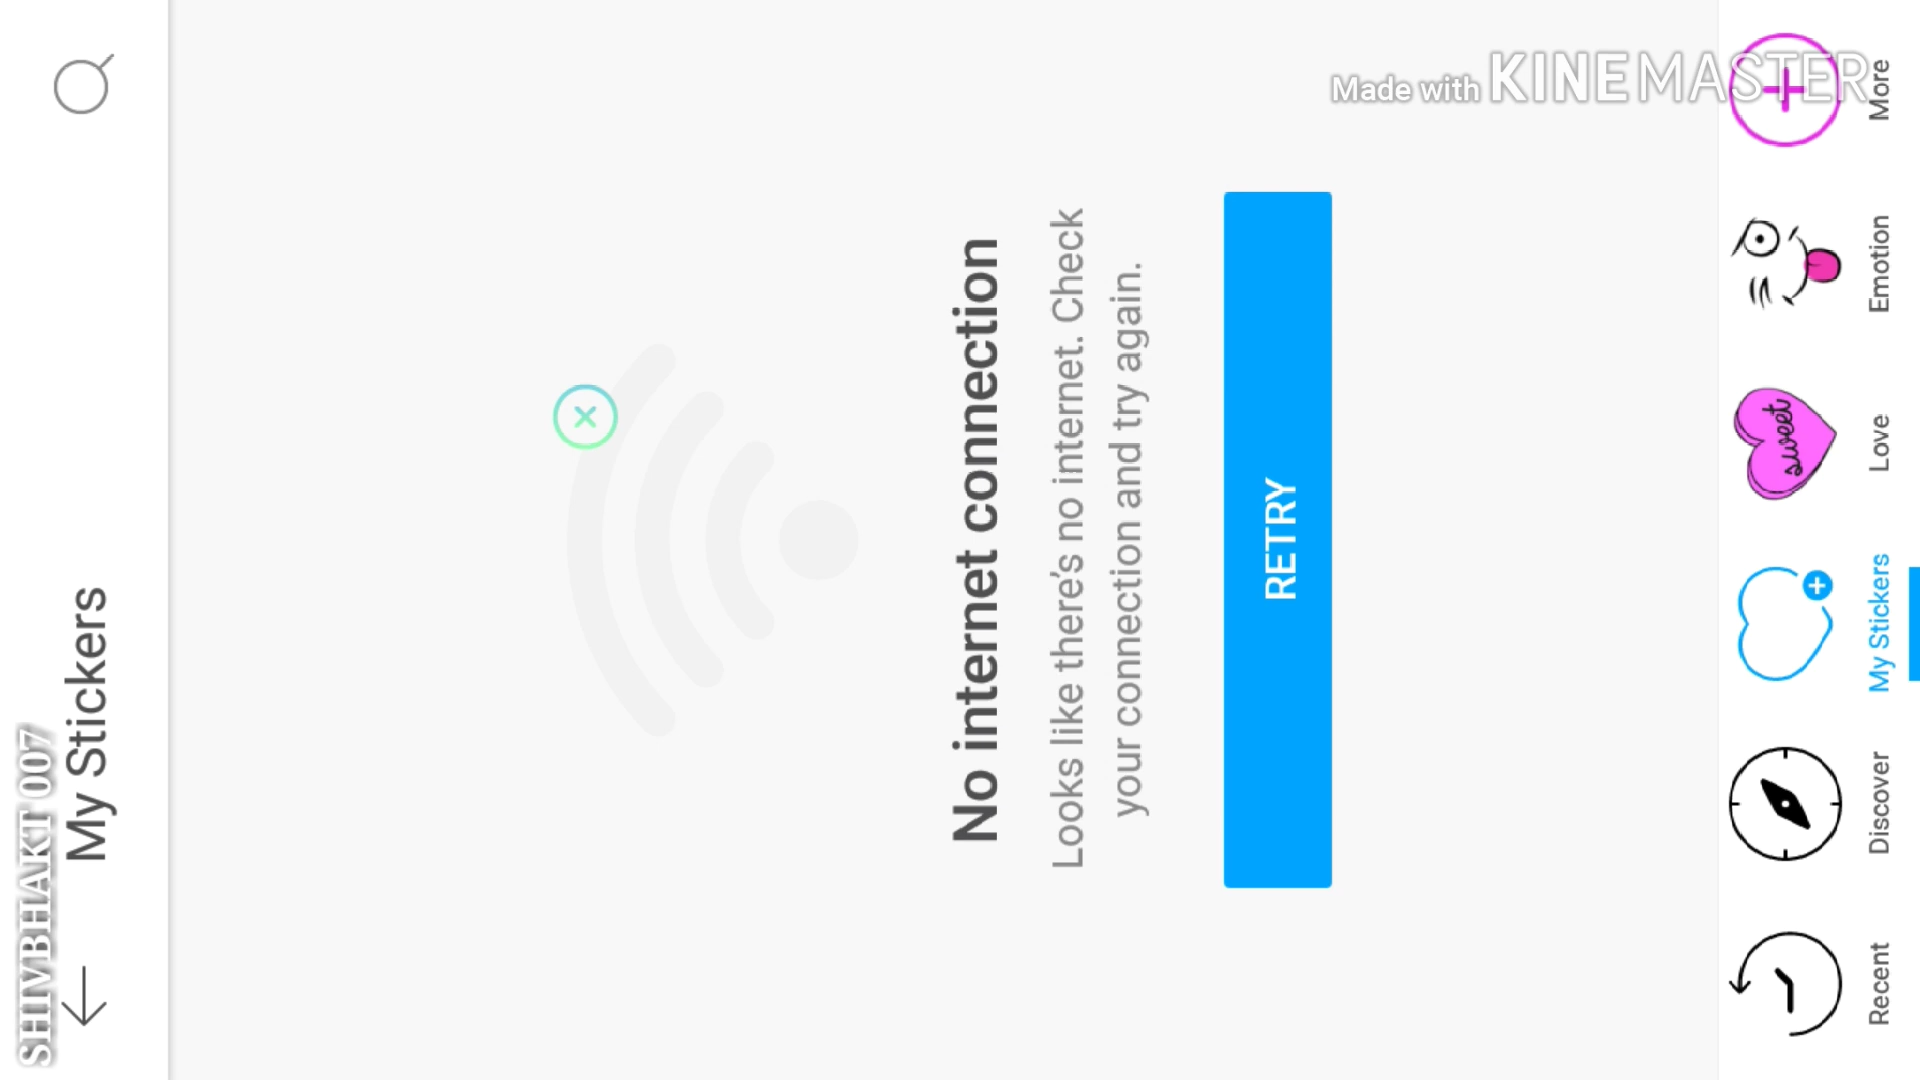 SHIVBHAKT 007
My Stickers
No internet connection
Looks like there's no internet. Check
your connection and try again.
RETRY
Recent
Discover
My Stickers
sweet
Love
Emotion
More
Made with KINEMASTER